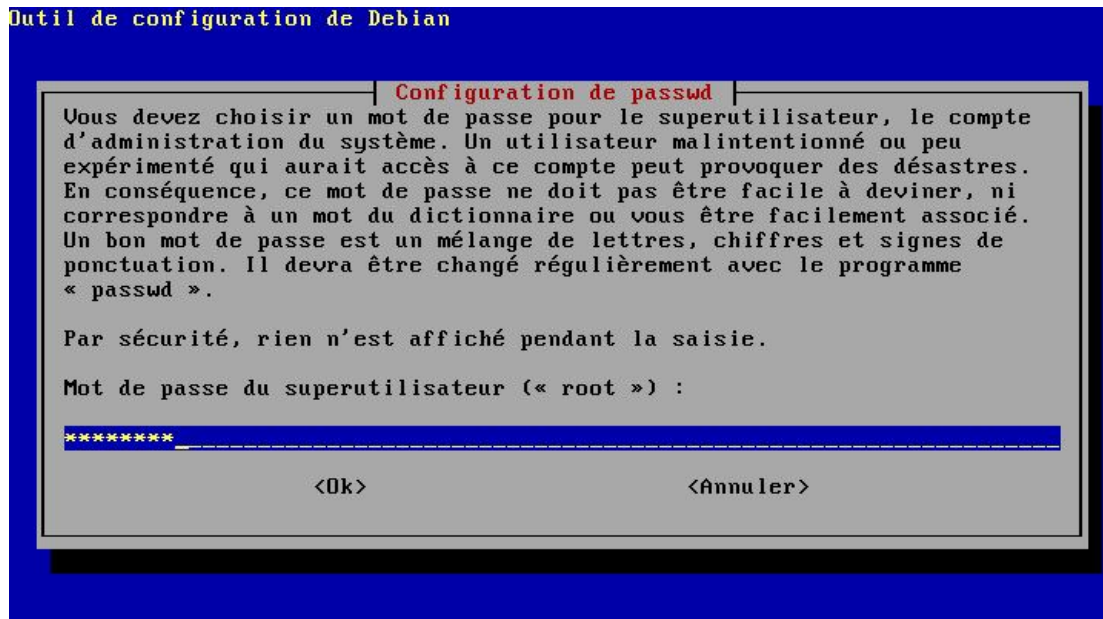 Outil de configuration de Debian
Configuration de passwd
Vous devez choisir un mot de passe pour le superutilisateur, le compte
d'administration du système. Un utilisateur malintentionné ou peu
expérimenté qui aurait accès à ce compte peut provoquer des désastres.
En conséquence, ce mot de passe ne doit pas être facile à deviner, ni
correspondre à un mot du dictionnaire ou vous être facilement associé.
Un bon mot de passe est un mélange de lettres, chiffres et signes de
ponctuation. Il devra être changé régulièrement avec le programme
« passwd ».
Par sécurité, rien n'est affiché pendant la saisie.
Mot de passe du superutilisateur (« root ») :
********
<Ok> <Annuler>